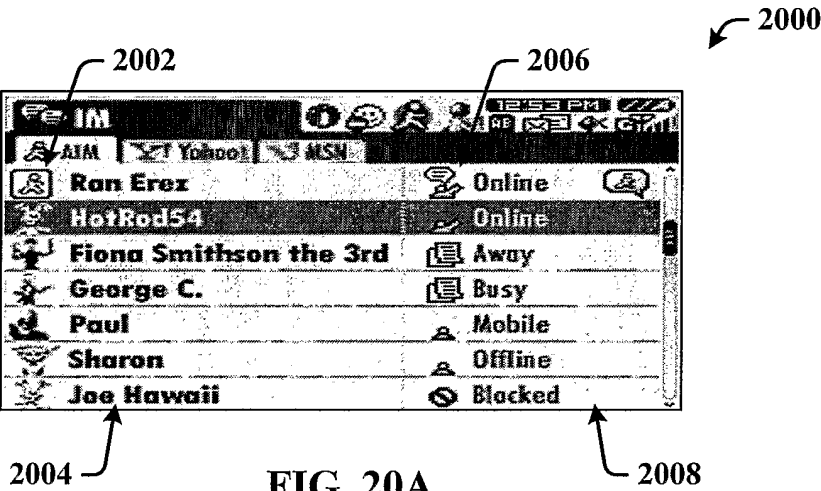 2000
2002
2006
IM
12:53 PM
AIM Yahoo! MSN
Ran Erez Online
HotRod54 Online
Fiona Smithson the 3rd Away
George C. Busy
Paul Mobile
Sharon Offline
Joe Hawaii Blocked
2004
2008
FIG. 20A